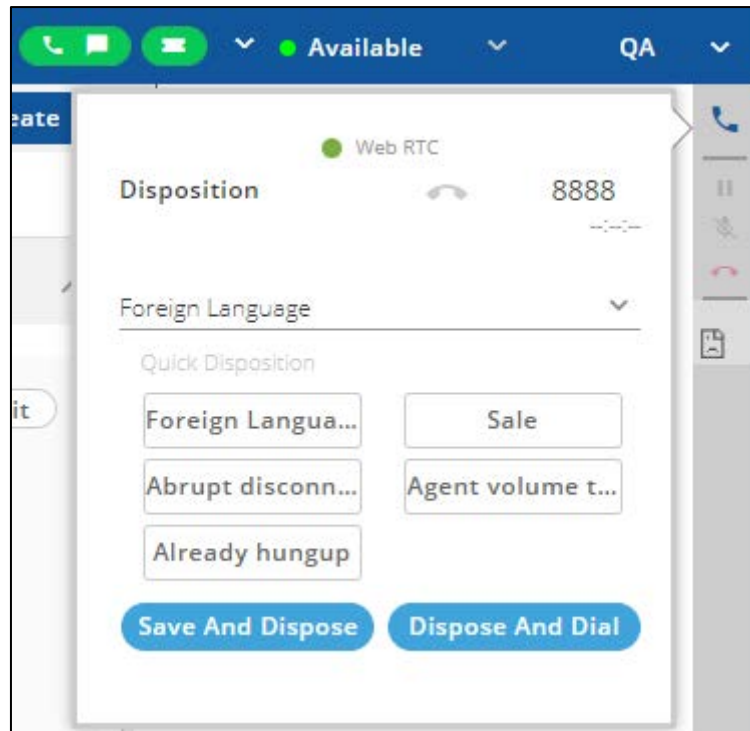 Available QA
eate
Web RTC
Disposition 8888
--:--:--
Foreign Language
Quick Disposition
it
Foreign Langua... Sale
Abrupt disconn... Agent volume t...
Already hungup
Save And Dispose Dispose And Dial